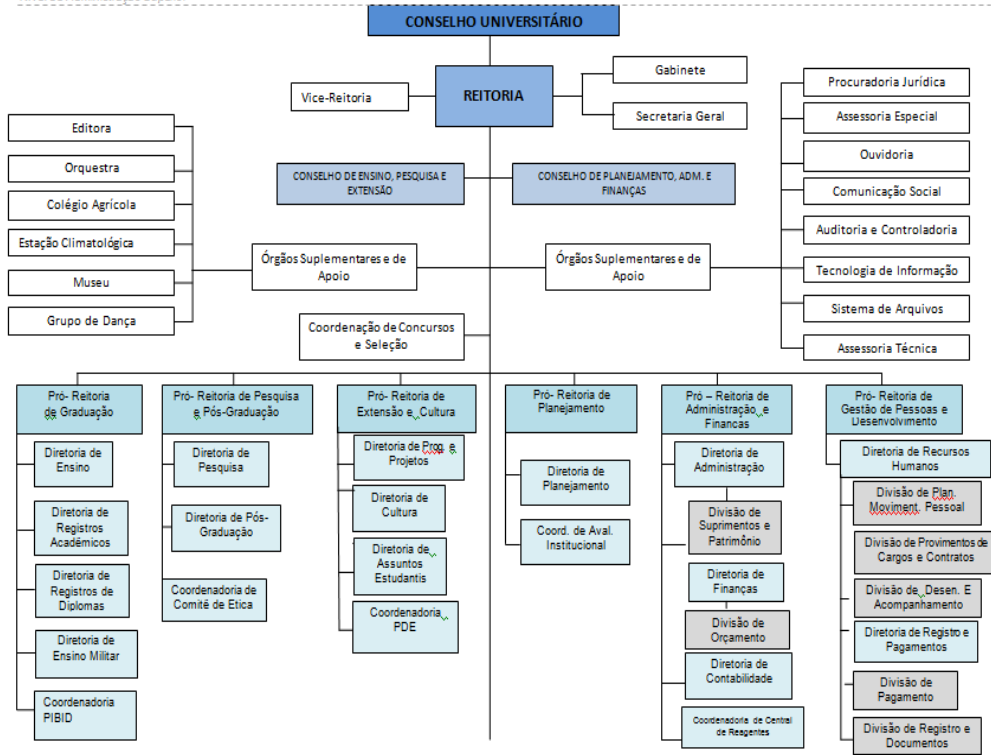 CONSELHO UNIVERSITÁRIO
REITORIA
Vice-Reitoria
Gabinete
Secretaria Geral
Procuradoria Jurídica
Assessoria Especial
Ouvidoria
Comunicação Social
Auditoria e Controladoria
Tecnologia de Informação
Sistema de Arquivos
Assessoria Técnica
Editora
Orquestra
Colégio Agrícola
Estação Climatológica
Museu
Grupo de Dança
CONSELHO DE ENSINO, PESQUISA E
EXTENSÃO
CONSELHO DE PLANEJAMENTO, ADM. E
FINANÇAS
Órgãos Suplementares e de
Apoio
Órgãos Suplementares e de
Apoio
Coordenação de Concursos
e Seleção
Pró- Reitoria
de Graduação
Diretoria de
Ensino
Diretoria de
Registros
Acadêmicos
Diretoria de
Registros de
Diplomas
Diretoria de
Ensino Militar
Coordenadoria
PIBID
Pró- Reitoria de Pesquisa
e Pós-Graduação
Diretoria de
Pesquisa
Diretoria de Pós-
Graduação
Coordenadoria de
Comitê de Etica
Pró- Reitoria de
Extensão e Cultura
Diretoria de Prog. e
Projetos
Diretoria de
Cultura
Diretoria de
Assuntos
Estudantis
Coordenadoria
PDE
Pró- Reitoria de
Planejamento
Diretoria de
Planejamento
Coord. de Aval.
Institucional
Pró – Reitoria de
Administração e
Financas
Diretoria de
Administração
Divisão de
Suprimentos e
Patrimônio
Diretoria de
Finanças
Divisão de
Orçamento
Diretoria de
Contabilidade
Coordenadoria de Central
de Reagentes
Pró- Reitoria de
Gestão de Pessoas e
Desenvolvimento
Diretoria de Recursos
Humanos
Divisão de Plan.
Moviment. Pessoal
Divisão de Provimentos de
Cargos e Contratos
Divisão de Desen. E
Acompanhamento
Diretoria de Registro e
Pagamentos
Divisão de
Pagamento
Divisão de Registro e
Documentos